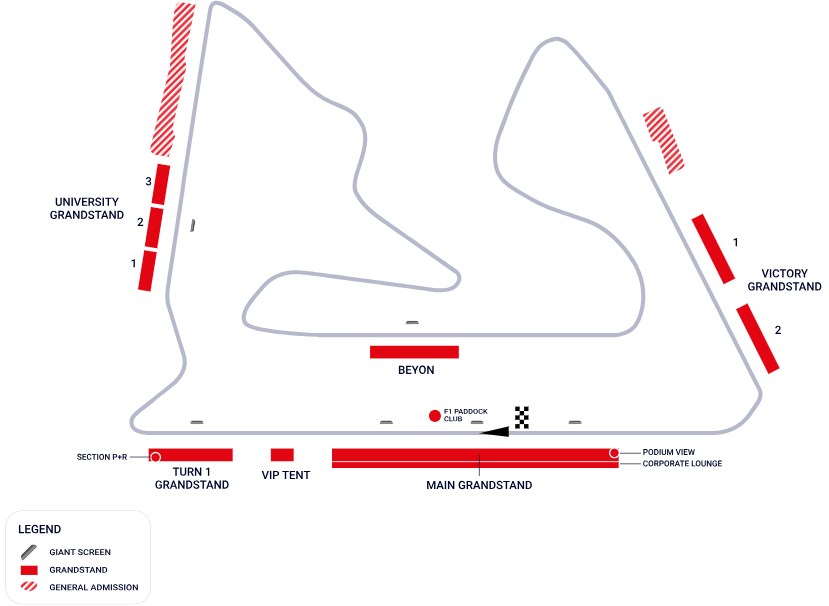 3
UNIVERSITY
GRANDSTAND
2
1
1
VICTORY
GRANDSTAND
2
BEYON
F1 PADDOCK
CLUB
SECTION P+R
TURN 1
GRANDSTAND
VIP TENT
MAIN GRANDSTAND
PODIUM VIEW
CORPORATE LOUNGE
LEGEND
GIANT SCREEN
GRANDSTAND
GENERAL ADMISSION